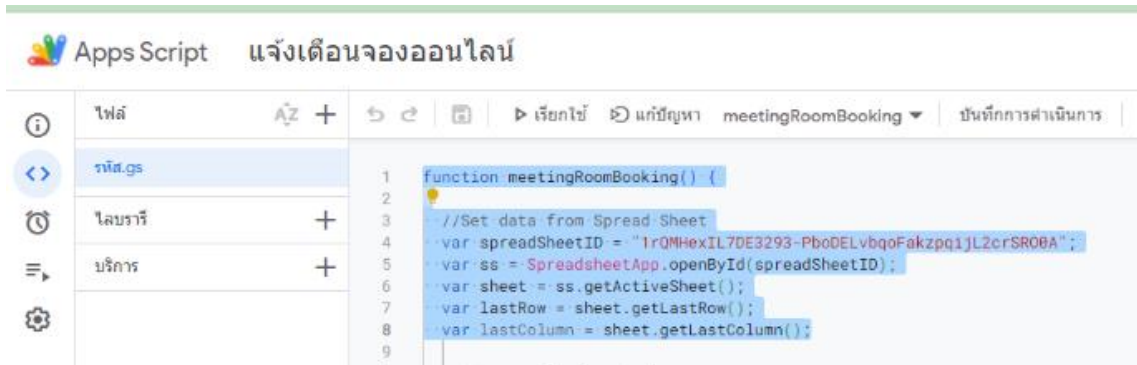 Apps Script แจ้งเตือนจองออนไลน์
ไฟล์ AZ
เรียกใช้ แก้ปัญหา meetingRoomBooking บันทึกการดำเนินการ
รหัส.gs
ไลบรารี
บริการ
1 function meetingRoomBooking() {
2
3 //Set data from Spread Sheet
4 var spreadSheetID = "1rQMHexIL7DE3293-PboDELvbqoFakzpqijL2crSRO0A";
5 var ss = SpreadsheetApp.openById(spreadSheetID);
6 var sheet = ss.getActiveSheet();
7 var lastRow = sheet.getLastRow();
8 var lastColumn = sheet.getLastColumn();
9